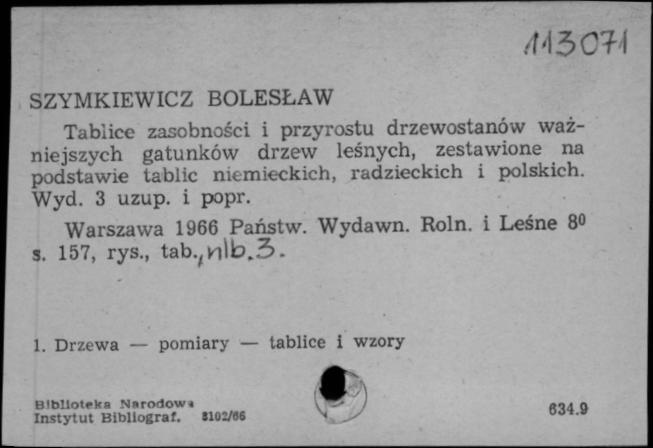 113071
SZYMKIEWICZ BOLESŁAW
Tablice zasobności i przyrostu drzewostanów waż-
niejszych gatunków drzew leśnych, zestawione na
podstawie tablic niemieckich, radzieckich i polskich.
Wyd. 3 uzup. i popr.
Warszawa 1966 Państw. Wydawn. Roln. i Leśne 8⁰
s. 157, rys., tab., nlb. 3.
1. Drzewa — pomiary — tablice i wzory
Biblioteka Narodowa
Instytut Bibliograf. 8102/66
634.9